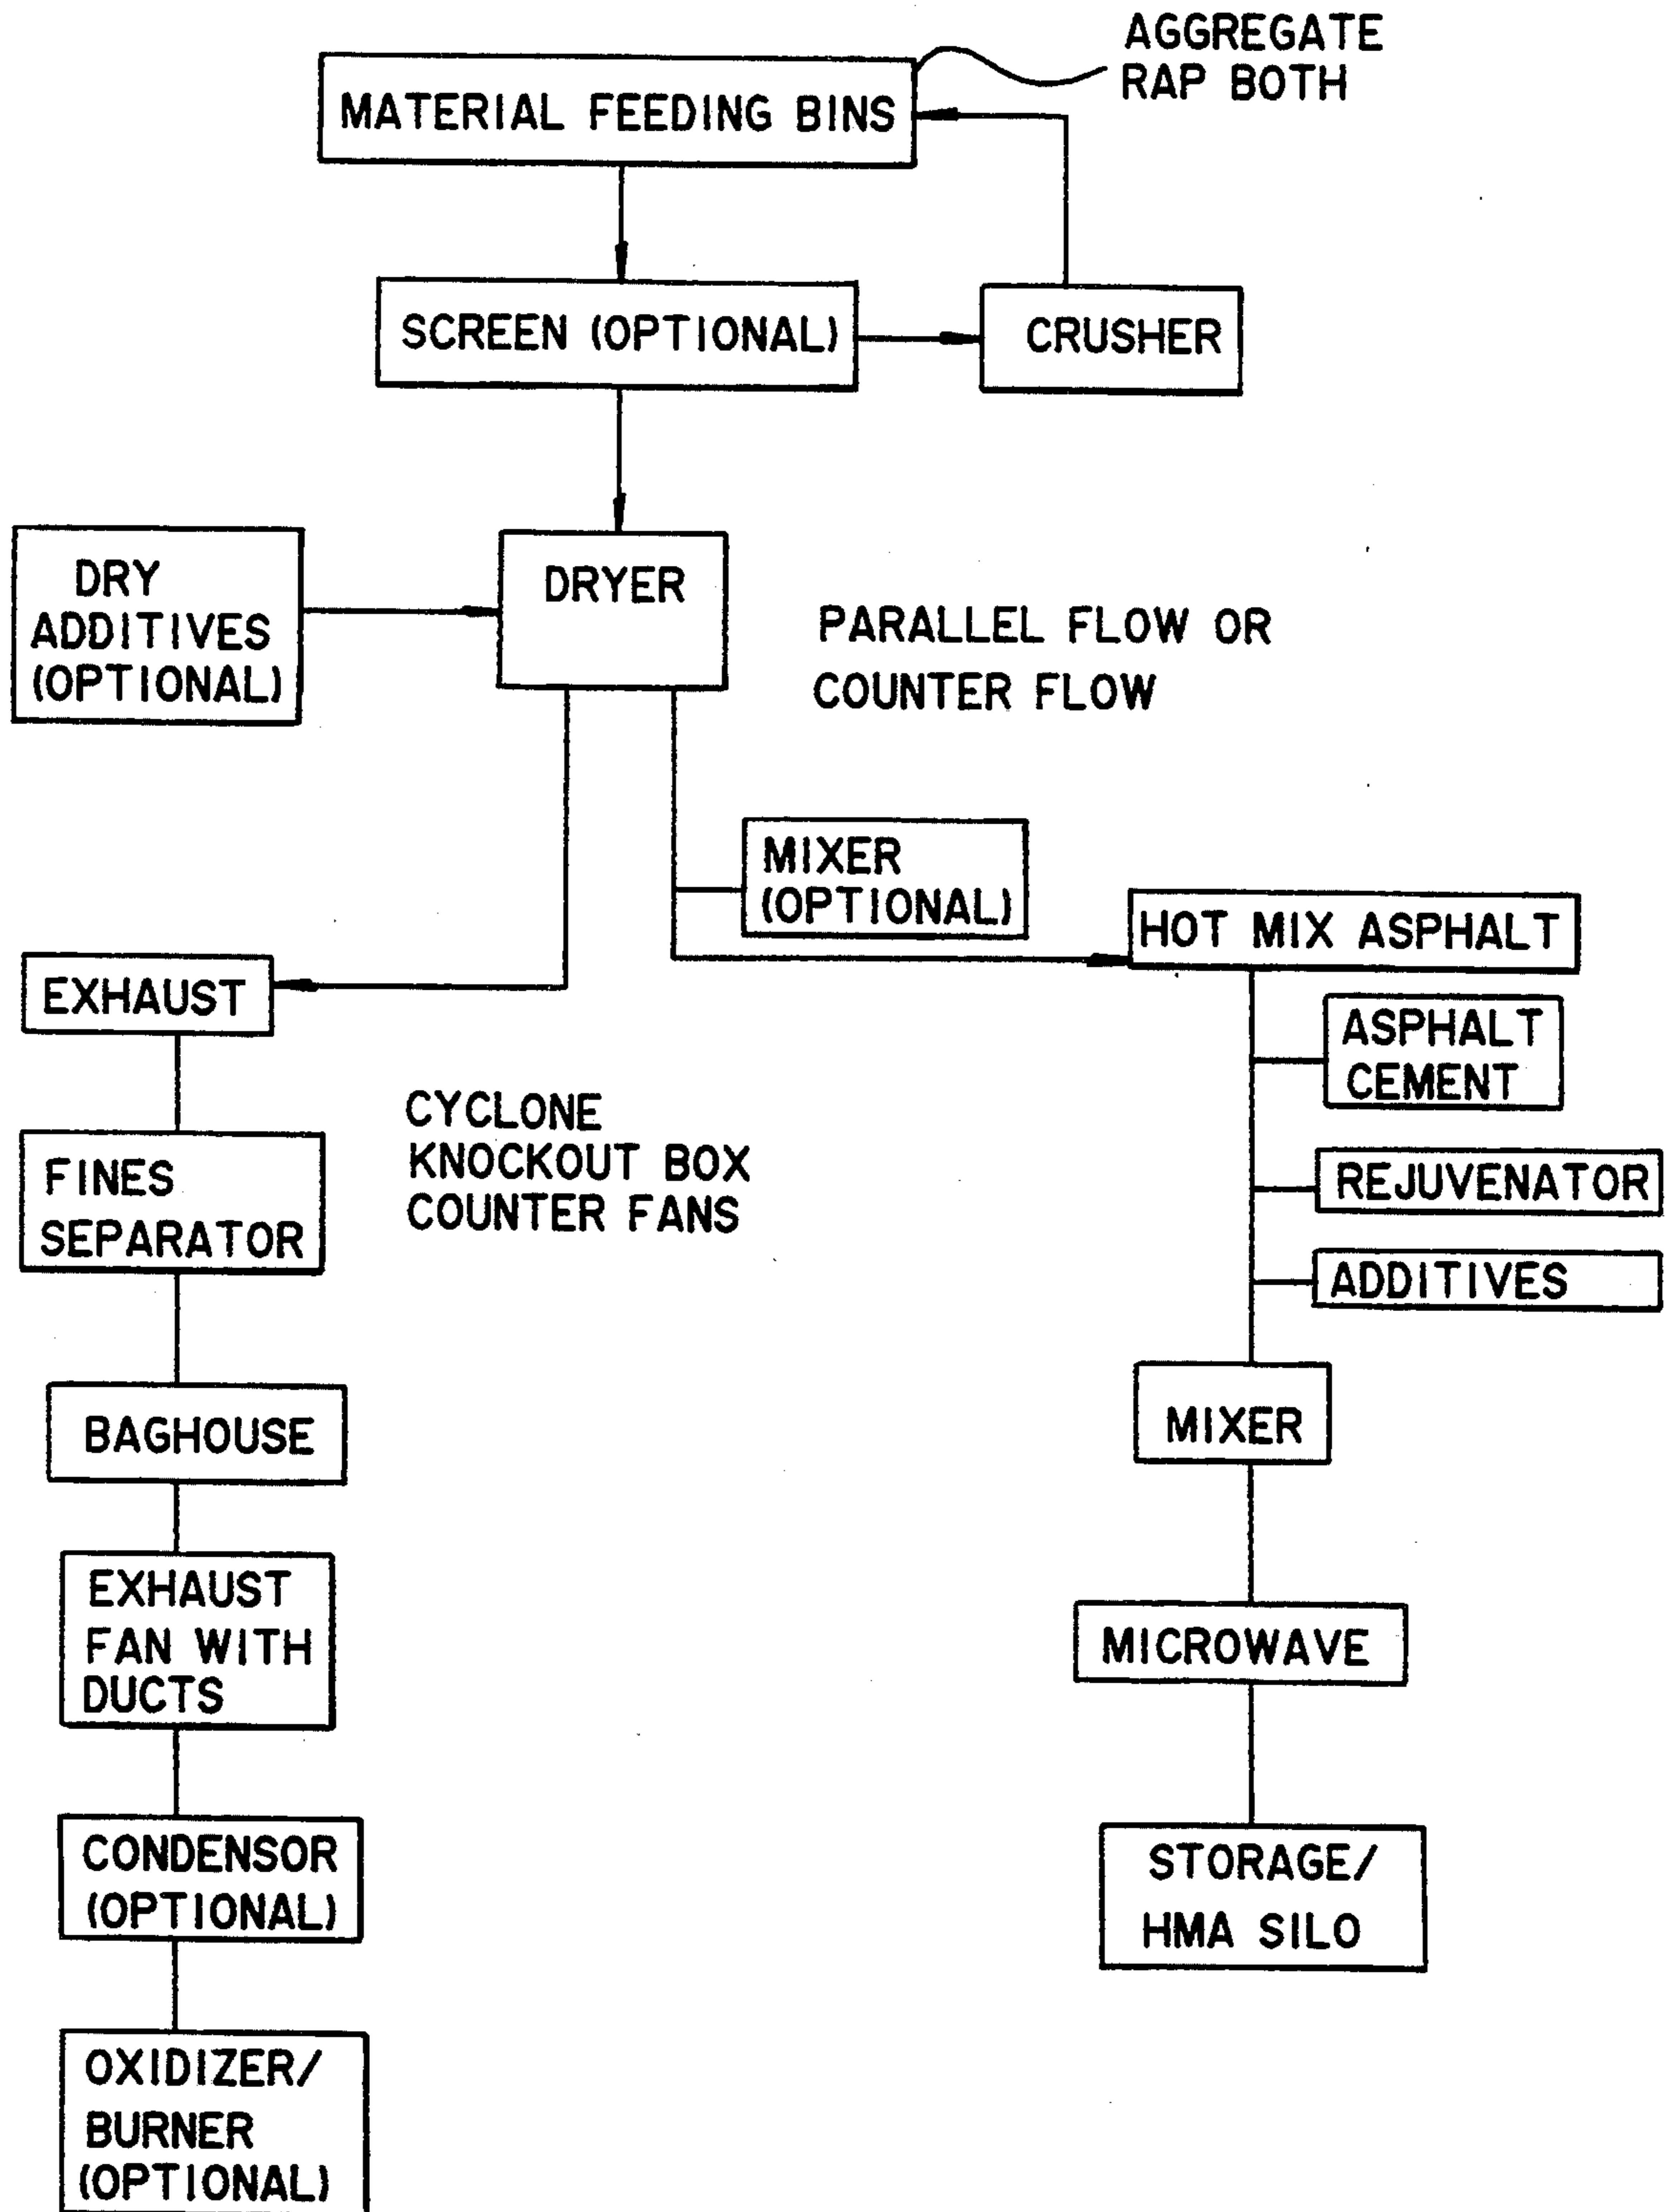 AGGREGATE
RAP BOTH
MATERIAL FEEDING BINS
SCREEN (OPTIONAL)
CRUSHER
DRY
ADDITIVES
(OPTIONAL)
DRYER
PARALLEL FLOW OR
COUNTER FLOW
MIXER
(OPTIONAL)
HOT MIX ASPHALT
EXHAUST
ASPHALT
CEMENT
CYCLONE
KNOCKOUT BOX
COUNTER FANS
FINES
SEPARATOR
REJUVENATOR
ADDITIVES
BAGHOUSE
MIXER
EXHAUST
FAN WITH
DUCTS
MICROWAVE
CONDENSOR
(OPTIONAL)
STORAGE/
HMA SILO
OXIDIZER/
BURNER
(OPTIONAL)